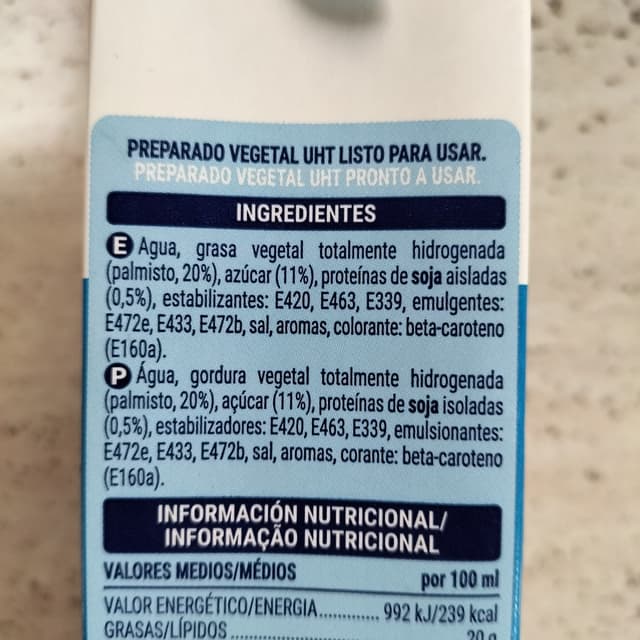 PREPARADO VEGETAL UHT LISTO PARA USAR.
PREPARADO VEGETAL UHT PRONTO A USAR.
INGREDIENTES
E Agua, grasa vegetal totalmente hidrogenada
(palmisto, 20%), azúcar (11%), proteínas de soja aisladas
(0,5%), estabilizantes: E420, E463, E339, emulgentes:
E472e, E433, E472b, sal, aromas, colorante: beta-caroteno
(E160a).
P Água, gordura vegetal totalmente hidrogenada
(palmisto, 20%), açúcar (11%), proteínas de soja isoladas
(0,5%), estabilizadores: E420, E463, E339, emulsionantes:
E472e, E433, E472b, sal, aromas, corante: beta-caroteno
(E160a).
INFORMACIÓN NUTRICIONAL/
INFORMAÇÃO NUTRICIONAL
VALORES MEDIOS/MÉDIOS por 100 ml
VALOR ENERGÉTICO/ENERGIA............. 992 kJ/239 kcal
GRASAS/LÍPIDOS ................................ 20 g